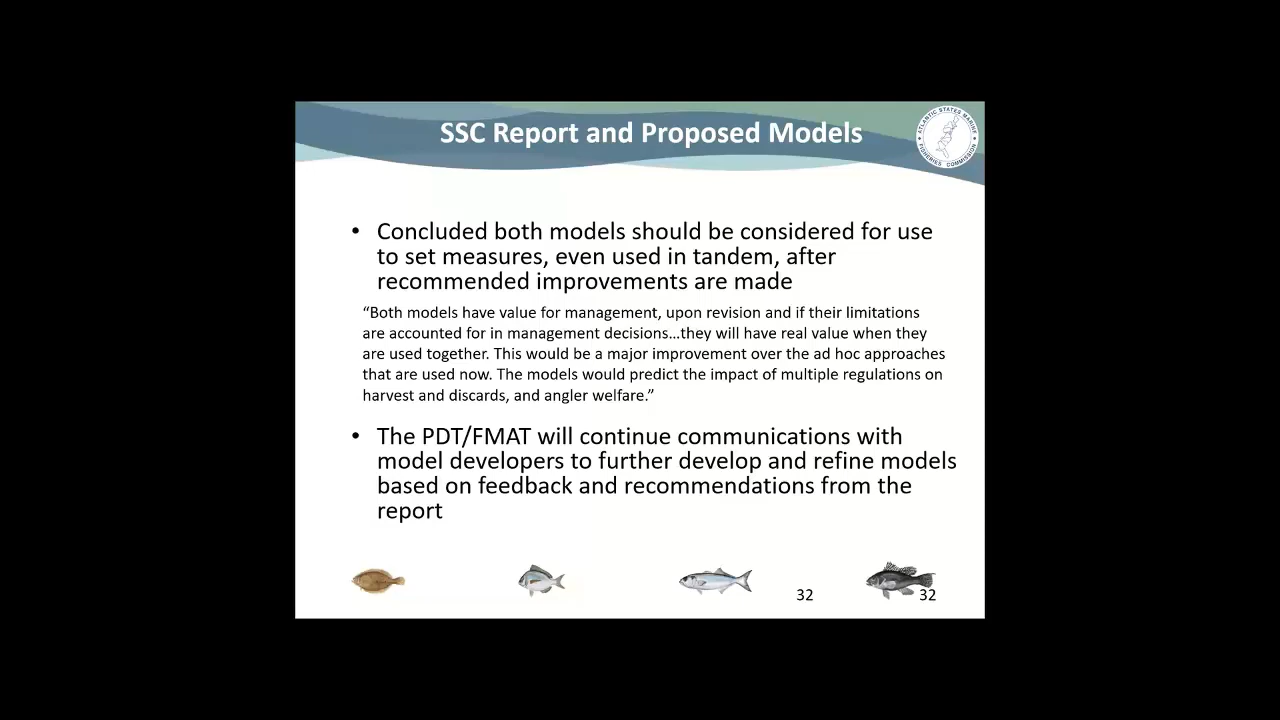 SSC Report and Proposed Models
ATLANTIC STATES MARINE
FISHERIES COMMISSION
• Concluded both models should be considered for use
to set measures, even used in tandem, after
recommended improvements are made
“Both models have value for management, upon revision and if their limitations
are accounted for in management decisions…they will have real value when they
are used together. This would be a major improvement over the ad hoc approaches
that are used now. The models would predict the impact of multiple regulations on
harvest and discards, and angler welfare.”
• The PDT/FMAT will continue communications with
model developers to further develop and refine models
based on feedback and recommendations from the
report
32
32